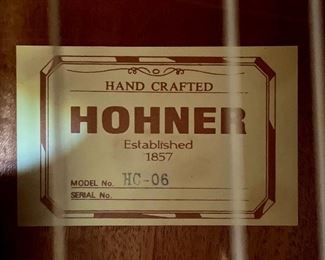 HAND CRAFTED
HOHNER
Established
1857
MODEL No. HC-06
SERIAL No.